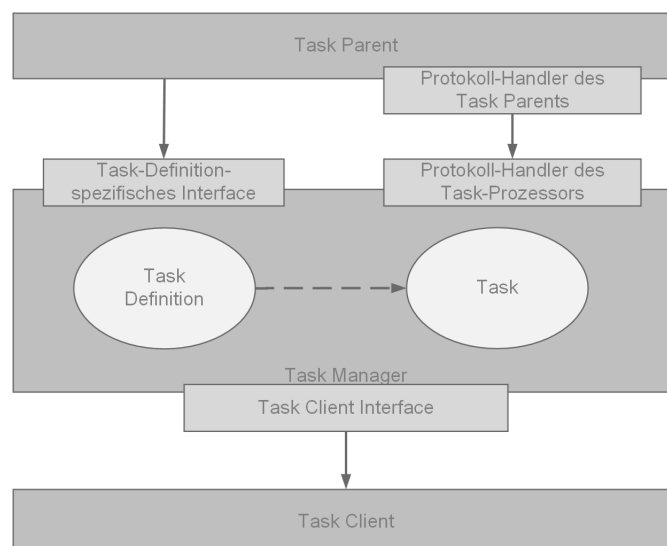 Task Parent
Protokoll-Handler des
Task Parents
Task-Definition-
spezifisches Interface
Protokoll-Handler des
Task-Prozessors
Task
Definition
Task
Task Manager
Task Client Interface
Task Client